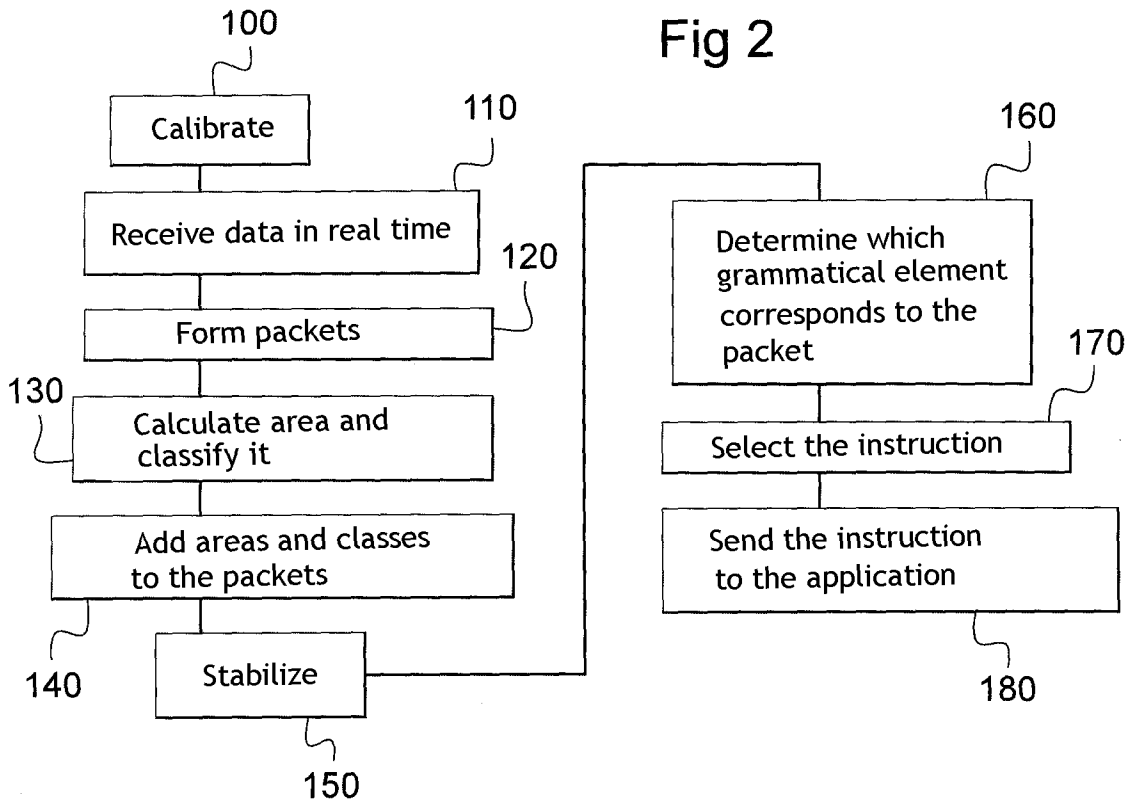 Fig 2
100
Calibrate
110
Receive data in real time
120
Form packets
130
Calculate area and
classify it
Add areas and classes
to the packets
140
Stabilize
150
160
Determine which
grammatical element
corresponds to the
packet
170
Select the instruction
Send the instruction
to the application
180